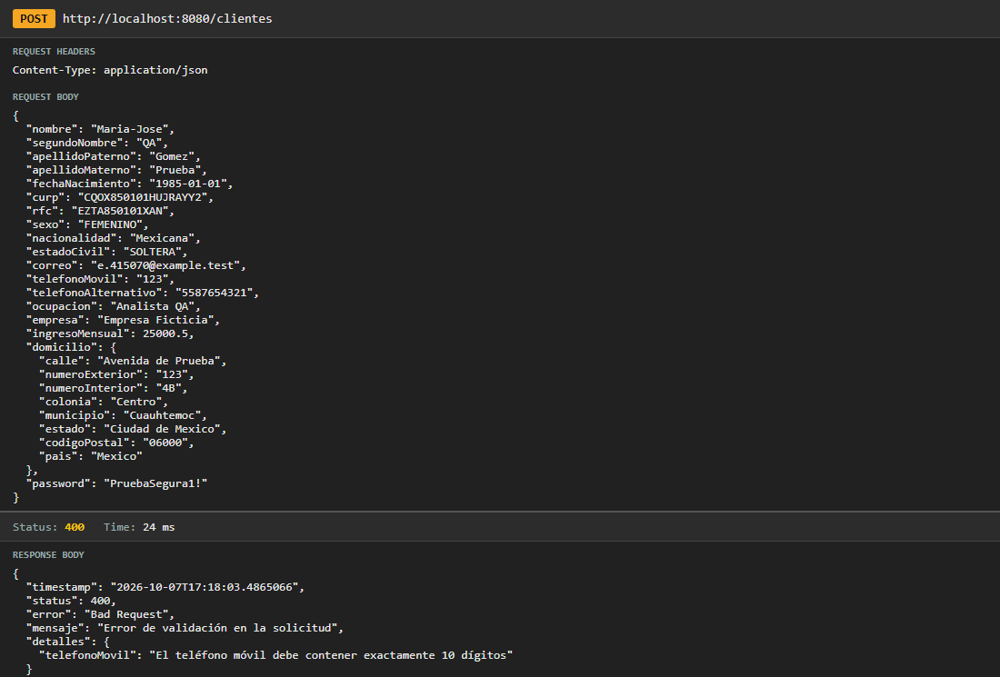 POST http://localhost:8080/clientes
REQUEST HEADERS
Content-Type: application/json
REQUEST BODY
{
  "nombre": "Maria-Jose",
  "segundoNombre": "QA",
  "apellidoPaterno": "Gomez",
  "apellidoMaterno": "Prueba",
  "fechaNacimiento": "1985-01-01",
  "curp": "CQOX850101HUJRAYY2",
  "rfc": "EZTA850101XAN",
  "sexo": "FEMENINO",
  "nacionalidad": "Mexicana",
  "estadoCivil": "SOLTERA",
  "correo": "e.415070@example.test",
  "telefonoMovil": "123",
  "telefonoAlternativo": "5587654321",
  "ocupacion": "Analista QA",
  "empresa": "Empresa Ficticia",
  "ingresoMensual": 25000.5,
  "domicilio": {
    "calle": "Avenida de Prueba",
    "numeroExterior": "123",
    "numeroInterior": "4B",
    "colonia": "Centro",
    "municipio": "Cuauhtemoc",
    "estado": "Ciudad de Mexico",
    "codigoPostal": "06000",
    "pais": "Mexico"
  },
  "password": "PruebaSegura1!"
}
Status: 400 Time: 24 ms
RESPONSE BODY
{
  "timestamp": "2026-10-07T17:18:03.4865066",
  "status": 400,
  "error": "Bad Request",
  "mensaje": "Error de validación en la solicitud",
  "detalles": {
    "telefonoMovil": "El teléfono móvil debe contener exactamente 10 dígitos"
  }